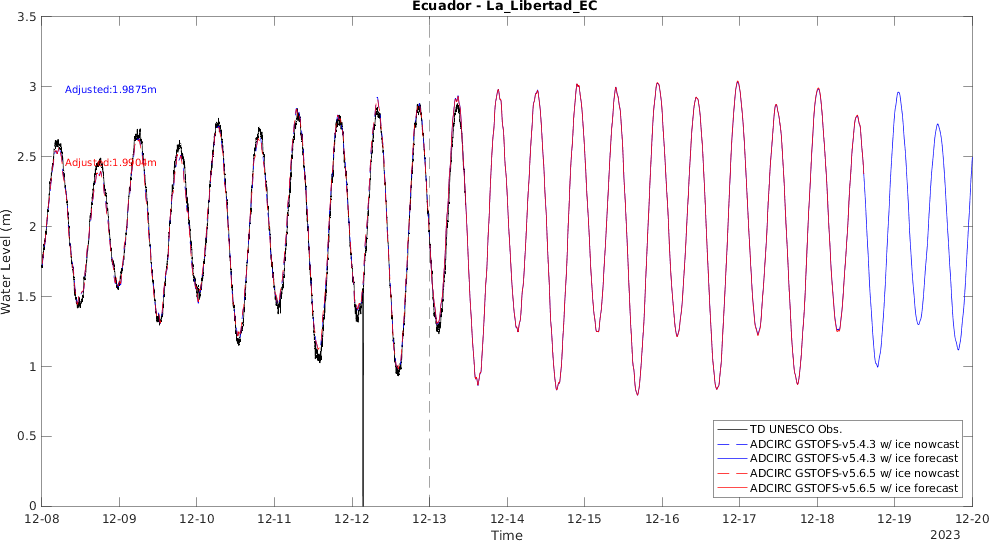 Ecuador - La_Libertad_EC
3.5
3
2.5
2
1.5
1
0.5
0
Water Level (m)
Adjusted:1.9875m
Adjusted:1.9904m
TD UNESCO Obs.
ADCIRC GSTOFS-v5.4.3 w/ ice nowcast
ADCIRC GSTOFS-v5.4.3 w/ ice forecast
ADCIRC GSTOFS-v5.6.5 w/ ice nowcast
ADCIRC GSTOFS-v5.6.5 w/ ice forecast
12-08 12-09 12-10 12-11 12-12 12-13 12-14 12-15 12-16 12-17 12-18 12-19 12-20
Time
2023